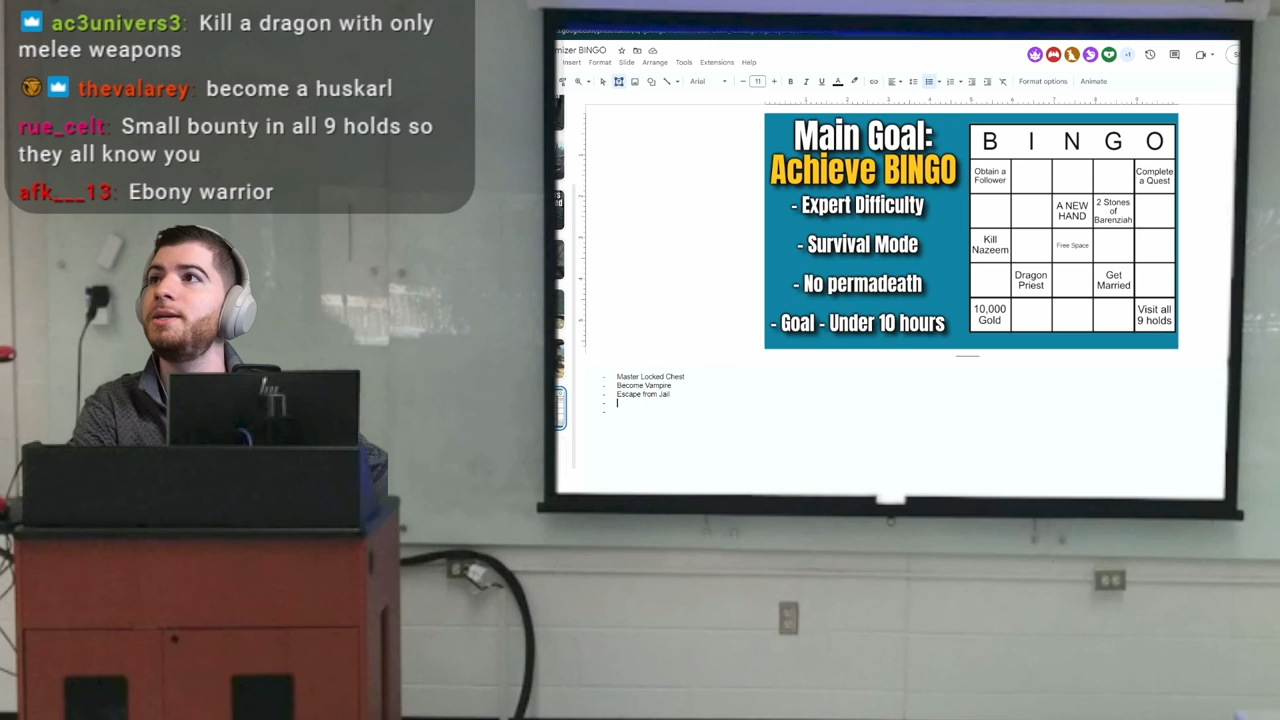 ac3univers3: Kill a dragon with only
melee weapons
thevalarey: become a huskarl
rue_celt: Small bounty in all 9 holds so
they all know you
afk___13: Ebony warrior
mizer BINGO
Insert Format Slide Arrange Tools Extensions Help
Arial
11
B I U A
Format options
Animate
Main Goal:
Achieve BINGO
- Expert Difficulty
- Survival Mode
- No permadeath
- Goal - Under 10 hours
B I N G O
Obtain a
Follower
Complete
a Quest
A NEW
HAND
2 Stones
of
Barenziah
Kill
Nazeem
Free Space
Dragon
Priest
Get
Married
10,000
Gold
Visit all
9 holds
- Master Locked Chest
- Become Vampire
- Escape from Jail
-
-